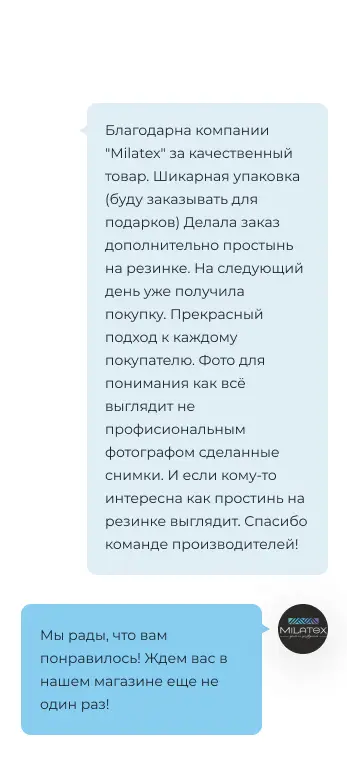 Благодарна компании
"Milatex" за качественный
товар. Шикарная упаковка
(буду заказывать для
подарков) Делала заказ
дополнительно простынь
на резинке. На следующий
день уже получила
покупку. Прекрасный
подход к каждому
покупателю. Фото для
понимания как всё
выглядит не
профисиональным
фотографом сделанные
снимки. И если кому-то
интересна как простинь на
резинке выглядит. Спасибо
команде производителей!
Мы рады, что вам
понравилось! Ждем вас в
нашем магазине еще не
один раз!
MILATEX